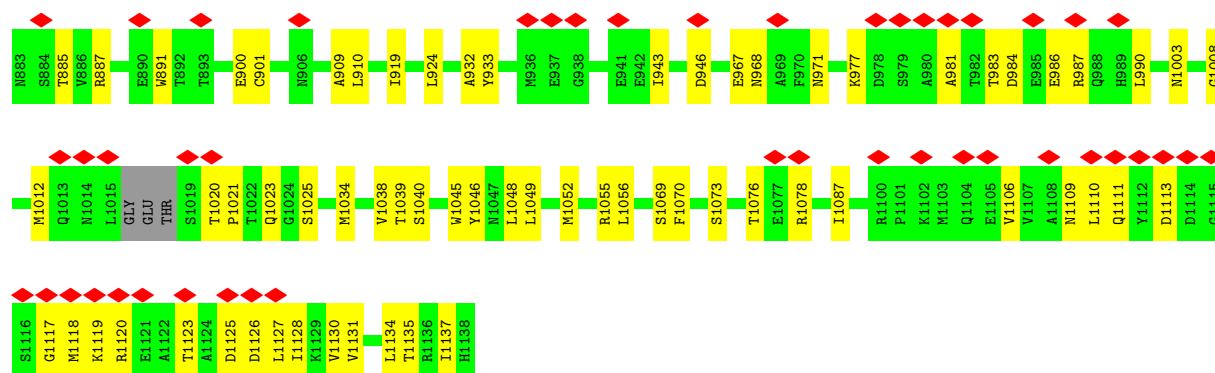 N883 S884 T885 V886 R887 E890 W891 T892 T893 E900 C901 N906 A909 L910 I919 L924 A932 Y933 M936 E937 G938 E941 E942 I943 D946 E967 N968 A969 F970 N971 K977 D978 S979 A980 A981 T982 T983 D984 E985 E986 R987 Q988 H989 L990 N1003 G1008
M1012 Q1013 N1014 L1015 GLY GLU THR S1019 T1020 P1021 T1022 Q1023 G1024 S1025 M1034 V1038 T1039 S1040 W1045 Y1046 N1047 L1048 L1049 M1052 R1055 L1056 S1069 F1070 S1073 T1076 E1077 R1078 I1087 R1100 P1101 K1102 M1103 Q1104 E1105 V1106 V1107 A1108 N1109 L1110 Q1111 Y1112 D1113 D1114 G1115
S1116 G1117 M1118 K1119 R1120 E1121 A1122 T1123 A1124 D1125 D1126 L1127 I1128 K1129 V1130 V1131 L1134 T1135 R1136 I1137 H1138